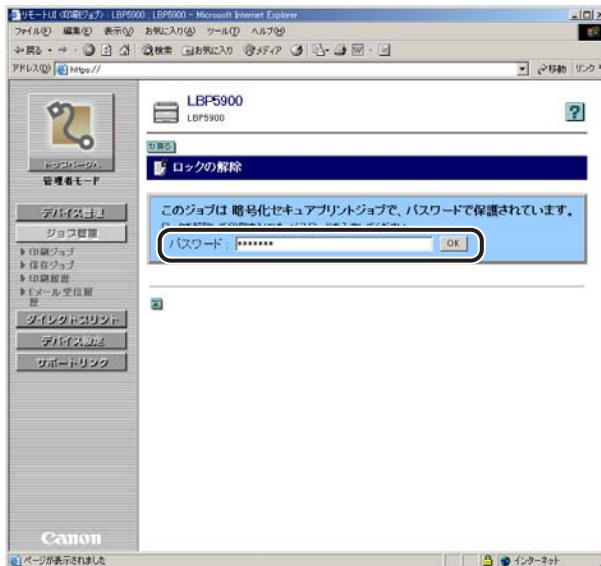 リモートUI <印刷ジョブ> : LBP5900 ; LBP5900 - Microsoft Internet Explorer
ファイル(F) 編集(E) 表示(V) お気に入り(A) ツール(T) ヘルプ(H)
戻る 検索 お気に入り メディア
アドレス(D) https:// 移動 リンク
LBP5900
LBP5900
戻る
トップページへ
管理者モード
ロックの解除
デバイス管理
ジョブ管理
印刷ジョブ
保存ジョブ
印刷履歴
Eメール受信履
歴
ダイレクトプリント
デバイス設定
サポートリンク
このジョブは 暗号化セキュアプリントジョブで、パスワードで保護されています。
パスワード : ******* OK
Canon
ページが表示されました インターネット